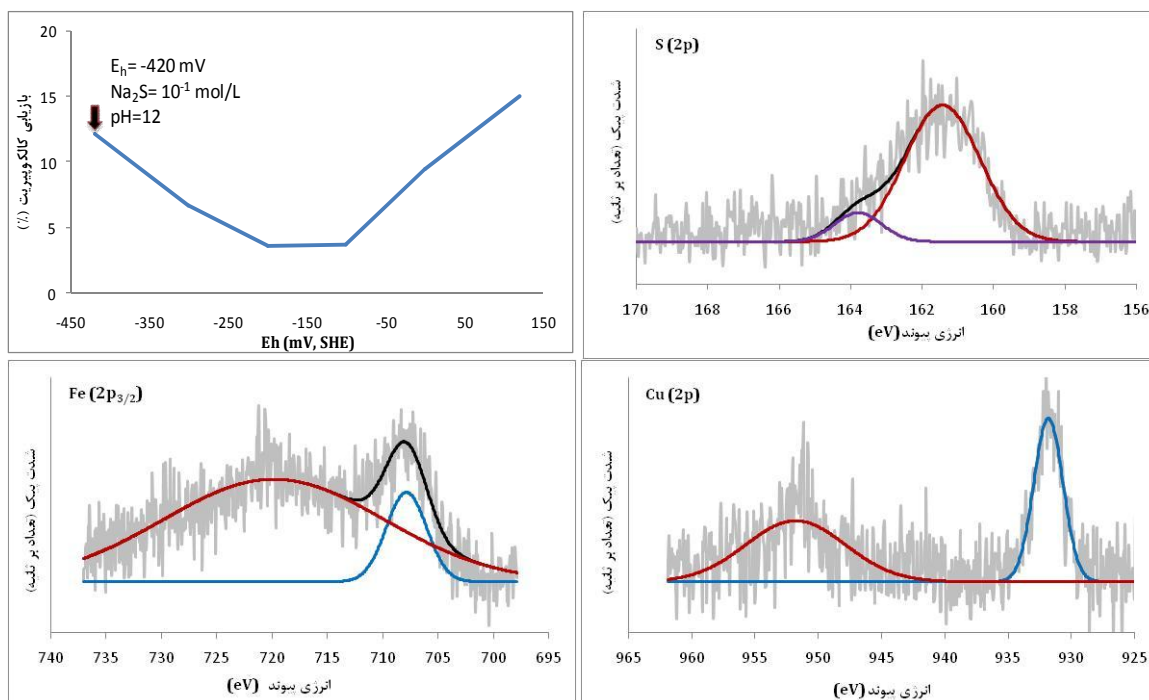 20
15
10
5
0
بازیابی کالکوپیریت (٪)
E_h= -420 mV
Na₂S= 10⁻¹ mol/L
pH=12
-450 -350 -250 -150 -50 50 150
Eh (mV, SHE)
S (2p)
شدت پیک (تعداد بر ثانیه)
170 168 166 164 162 160 158 156
انرژی پیوند (eV)
Fe (2p₃/₂)
شدت پیک (تعداد بر ثانیه)
740 735 730 725 720 715 710 705 700 695
انرژی پیوند (eV)
Cu (2p)
شدت پیک (تعداد بر ثانیه)
965 960 955 950 945 940 935 930 925
انرژی پیوند (eV)